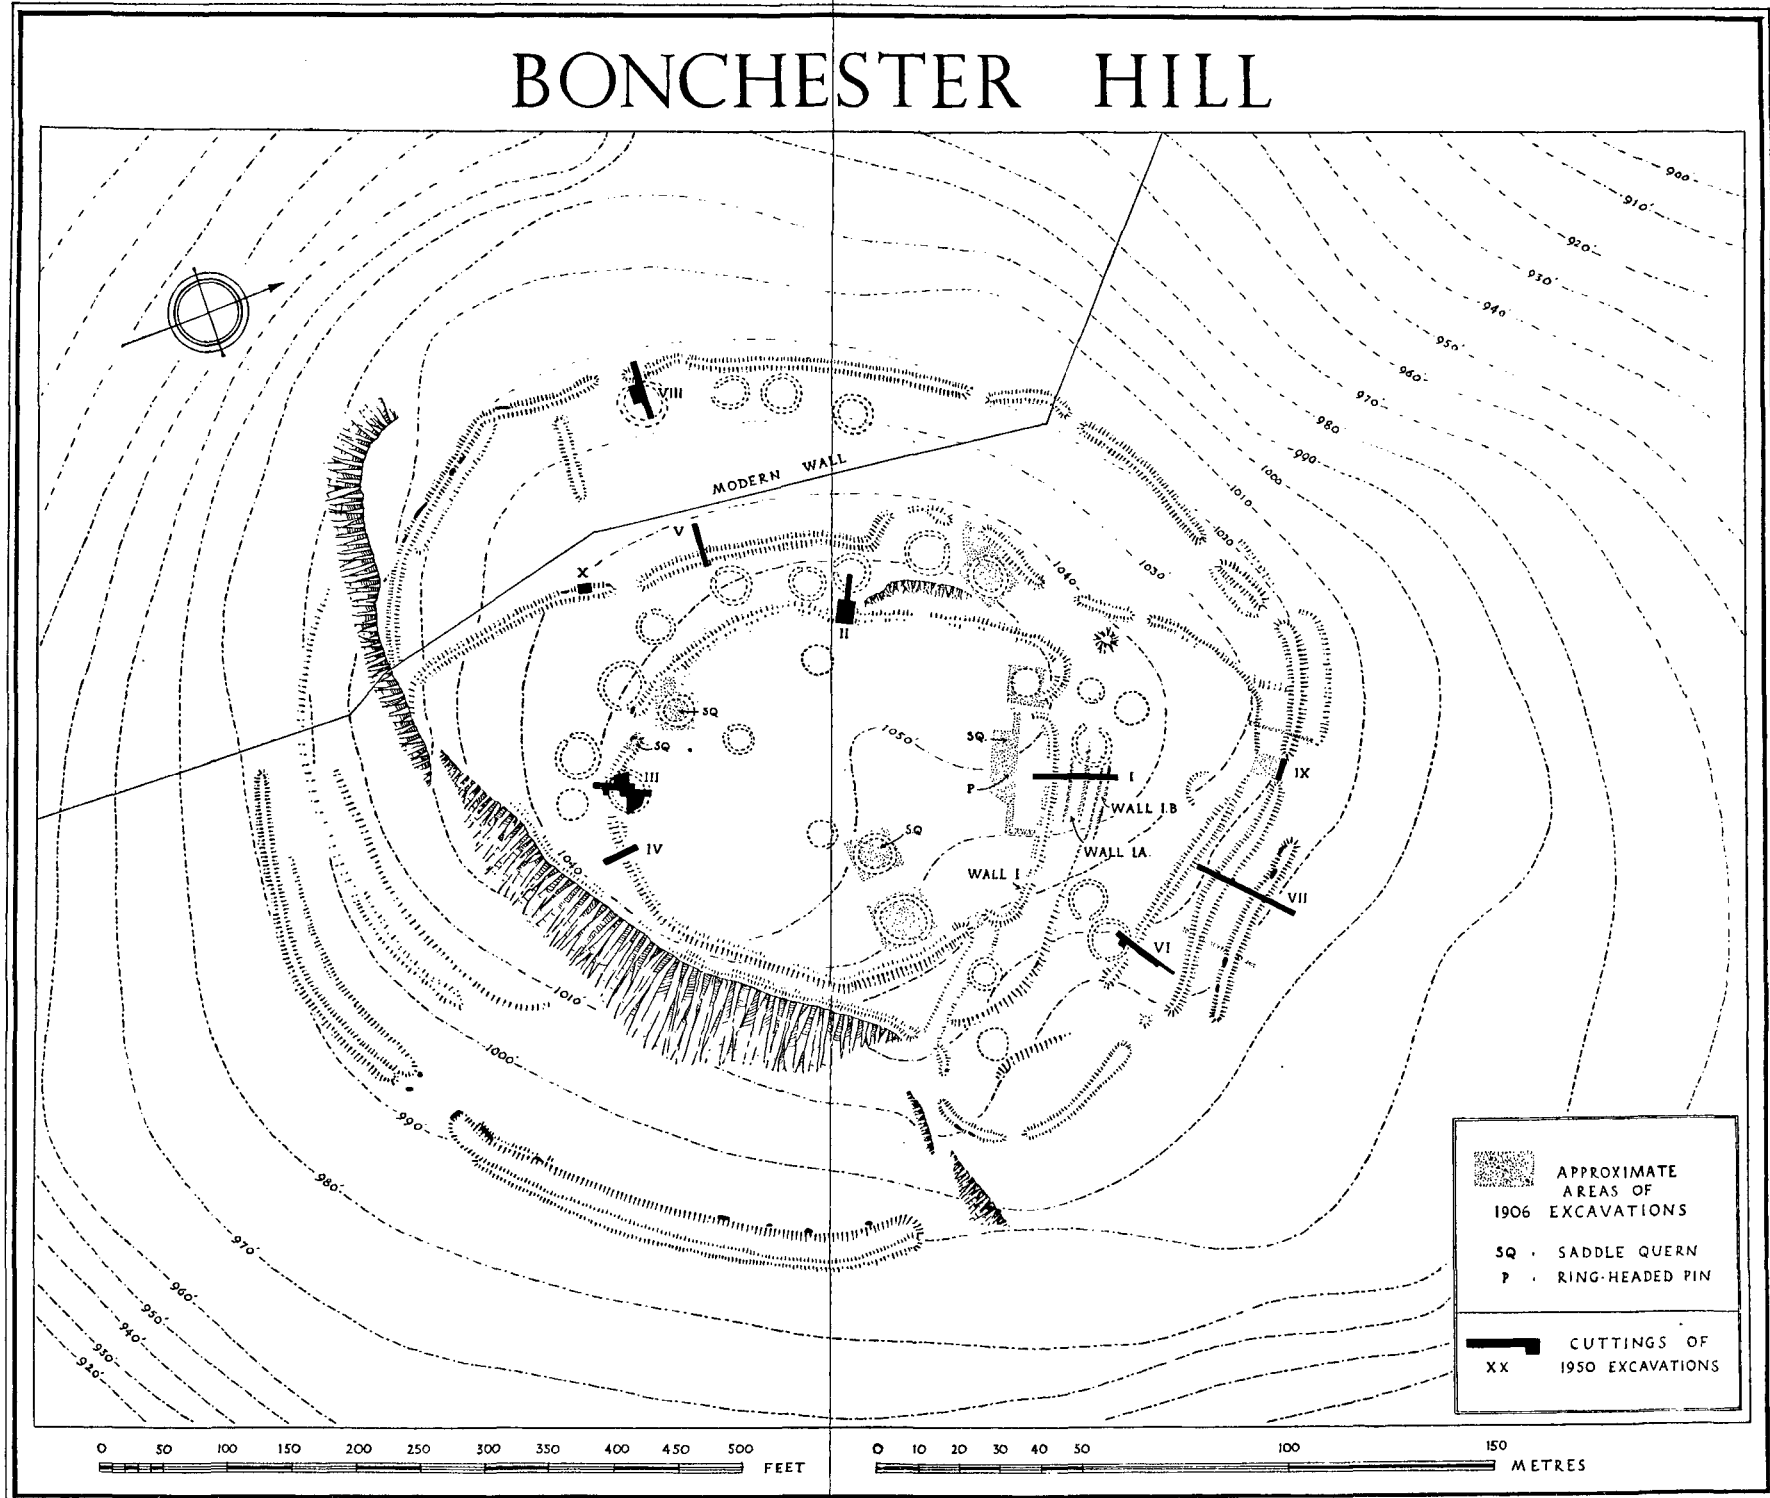 BONCHESTER HILL
900'
910'
920'
930'
940'
950'
960'
970'
980'
990'
1000'
1010'
1020'
1030'
1040'
VIII
MODERN WALL
V
X
II
SQ
SQ
III
IV
1050'
SQ
P
I
IX
WALL I.B
WALL I.A.
SQ
WALL I
VII
VI
1040'
1010'
1000'
990'
980'
970'
960'
950'
940'
930'
920'
APPROXIMATE
AREAS OF
1906 EXCAVATIONS
SQ . SADDLE QUERN
P . RING-HEADED PIN
CUTTINGS OF
XX 1950 EXCAVATIONS
0 50 100 150 200 250 300 350 400 450 500 FEET
0 10 20 30 40 50 100 150 METRES